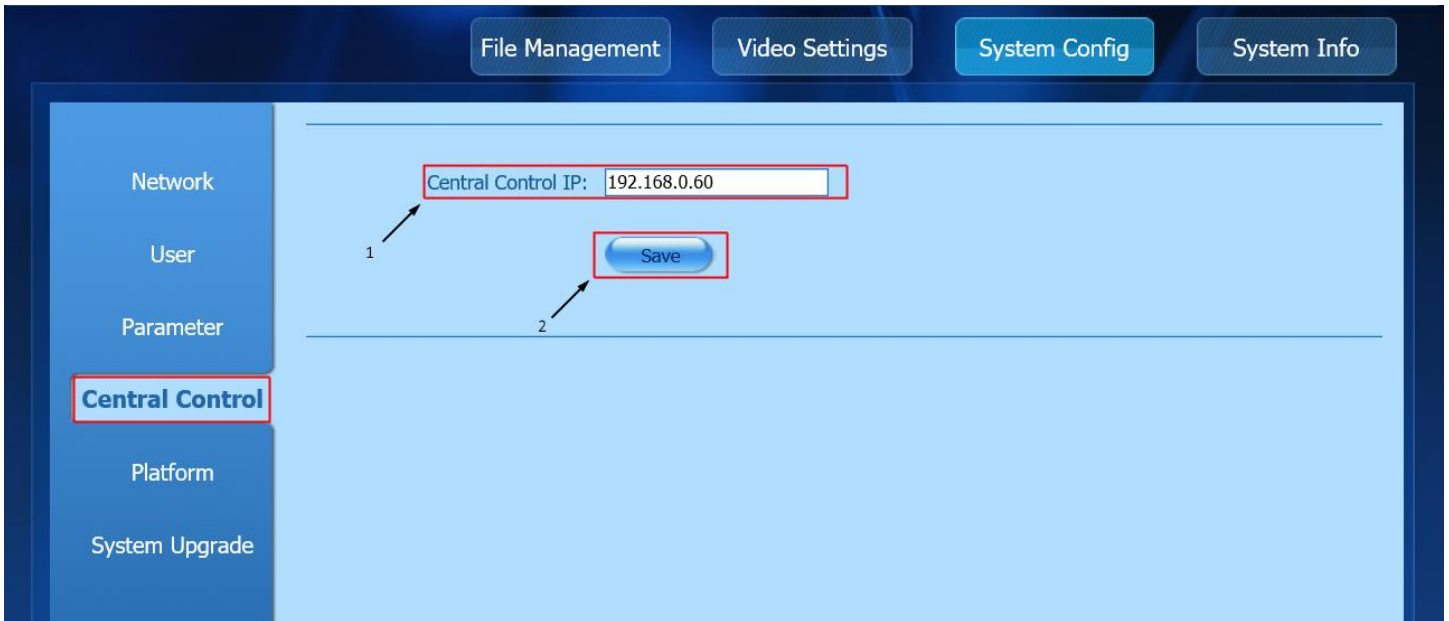 File Management Video Settings System Config System Info
Network
Central Control IP: 192.168.0.60
User
1
Save
Parameter
2
Central Control
Platform
System Upgrade